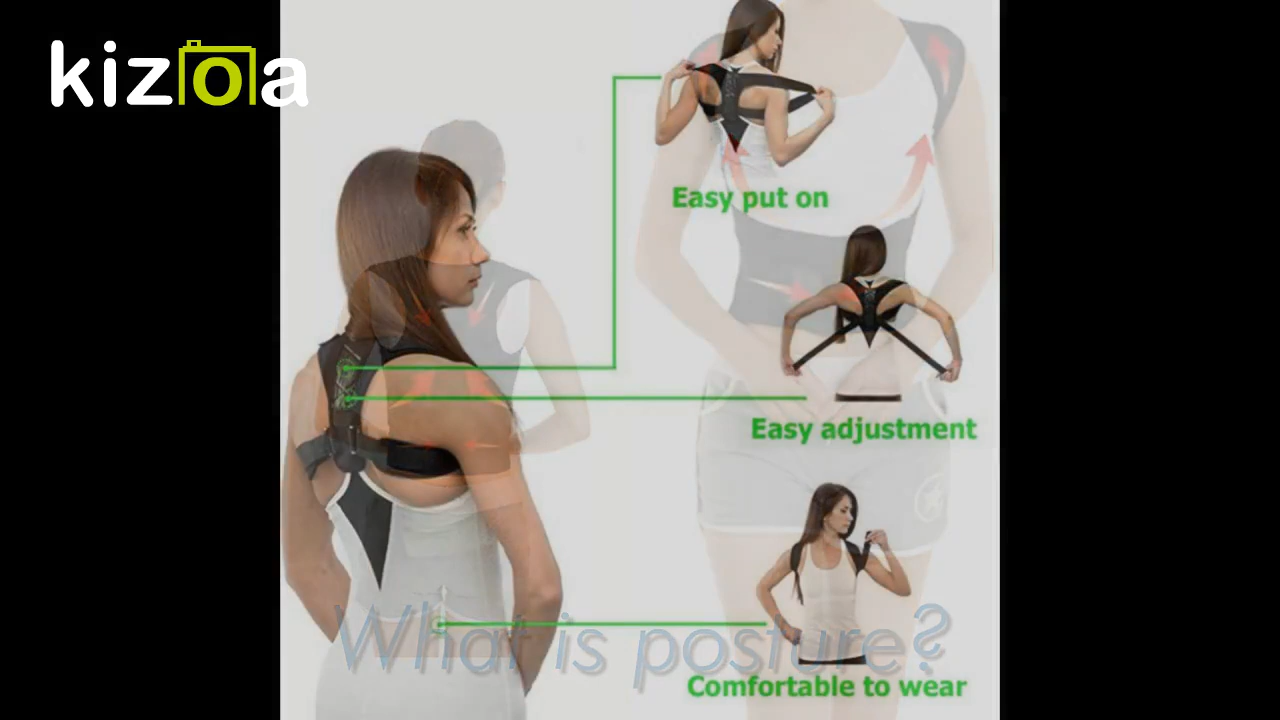 kizoa
Easy put on
Easy adjustment
What is posture?
Comfortable to wear